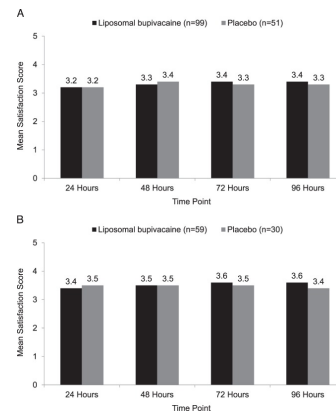 A
■ Liposomal bupivacaine (n=99) ■ Placebo (n=51)
5
4
3
2
1
0
Mean Satisfaction Score
3.2 3.2
3.3 3.4
3.4 3.3
3.4 3.3
24 Hours 48 Hours 72 Hours 96 Hours
Time Point
B
■ Liposomal bupivacaine (n=59) ■ Placebo (n=30)
5
4
3
2
1
0
Mean Satisfaction Score
3.4 3.5
3.5 3.5
3.6 3.5
3.6 3.4
24 Hours 48 Hours 72 Hours 96 Hours
Time Point